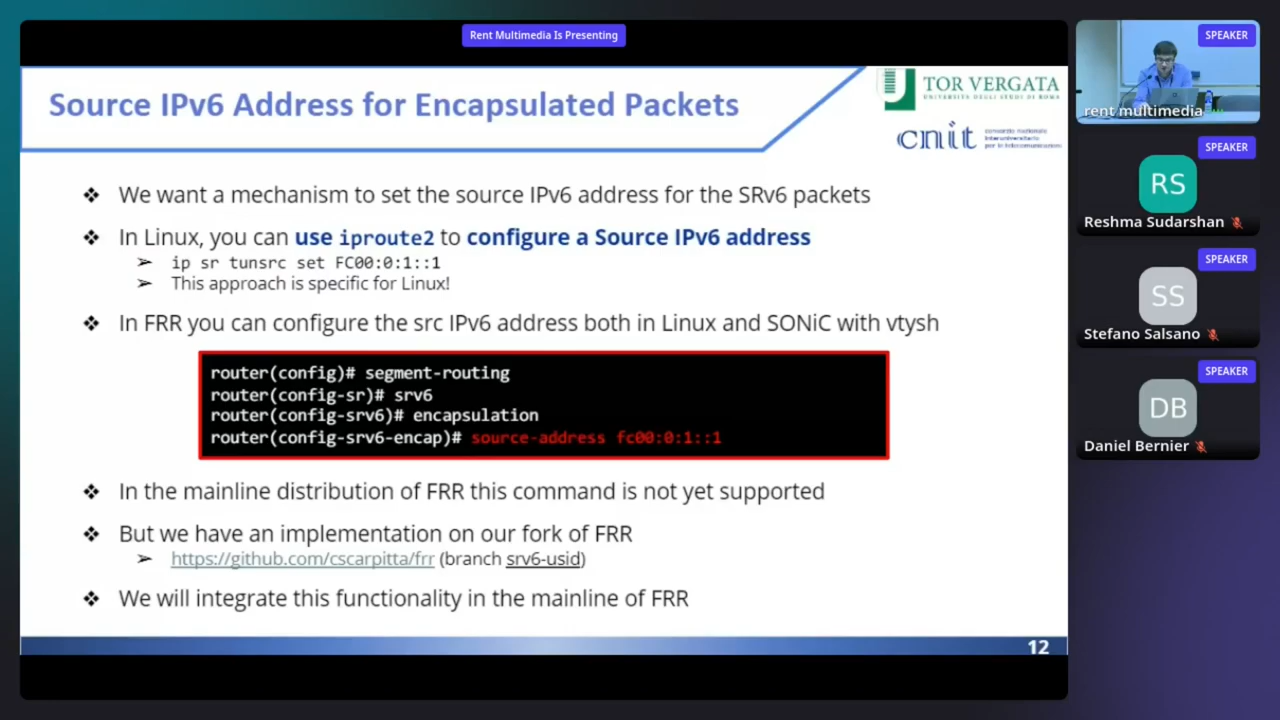 Rent Multimedia Is Presenting
Source IPv6 Address for Encapsulated Packets
TOR VERGATA
UNIVERSITÀ DEGLI STUDI DI ROMA
cnit
consorzio nazionale
interuniversitario
per le telecomunicazioni
❖ We want a mechanism to set the source IPv6 address for the SRv6 packets
❖ In Linux, you can use iproute2 to configure a Source IPv6 address
➢ ip sr tunsrc set FC00:0:1::1
➢ This approach is specific for Linux!
❖ In FRR you can configure the src IPv6 address both in Linux and SONiC with vtysh
router(config)# segment-routing
router(config-sr)# srv6
router(config-srv6)# encapsulation
router(config-srv6-encap)# source-address fc00:0:1::1
❖ In the mainline distribution of FRR this command is not yet supported
❖ But we have an implementation on our fork of FRR
➢ https://github.com/cscarpitta/frr (branch srv6-usid)
❖ We will integrate this functionality in the mainline of FRR
12
SPEAKER
rent multimedia
SPEAKER
RS
Reshma Sudarshan
SPEAKER
SS
Stefano Salsano
SPEAKER
DB
Daniel Bernier